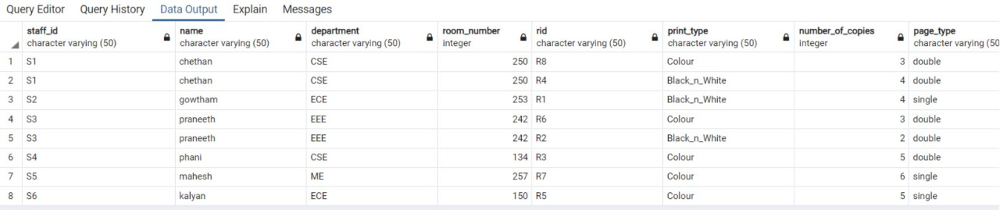 Query Editor Query History Data Output Explain Messages
staff_id name department room_number rid print_type number_of_copies page_type
character varying (50) character varying (50) character varying (50) integer character varying (50) character varying (50) integer character varying (50
1 S1 chethan CSE 250 R8 Colour 3 double
2 S1 chethan CSE 250 R4 Black_n_White 4 double
3 S2 gowtham ECE 253 R1 Black_n_White 4 single
4 S3 praneeth EEE 242 R6 Colour 3 double
5 S3 praneeth EEE 242 R2 Black_n_White 2 double
6 S4 phani CSE 134 R3 Colour 5 double
7 S5 mahesh ME 257 R7 Colour 6 single
8 S6 kalyan ECE 150 R5 Colour 5 single